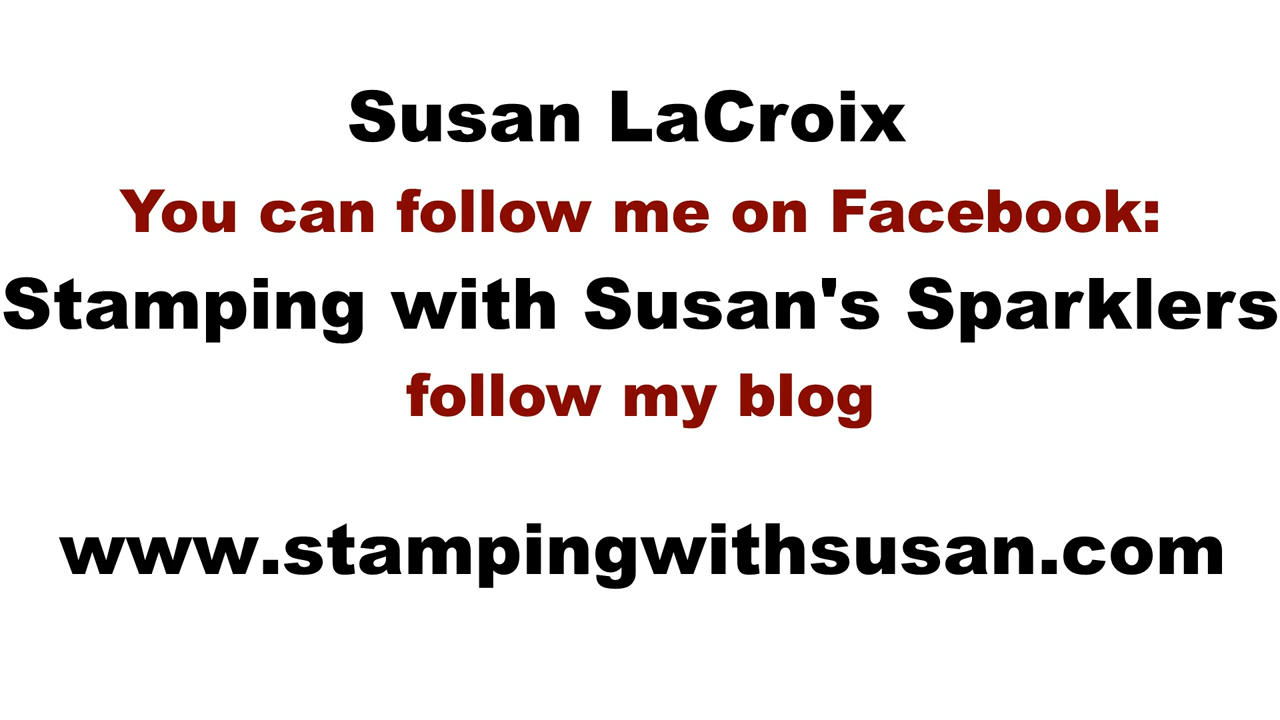 Susan LaCroix
You can follow me on Facebook:
Stamping with Susan's Sparklers
follow my blog
www.stampingwithsusan.com